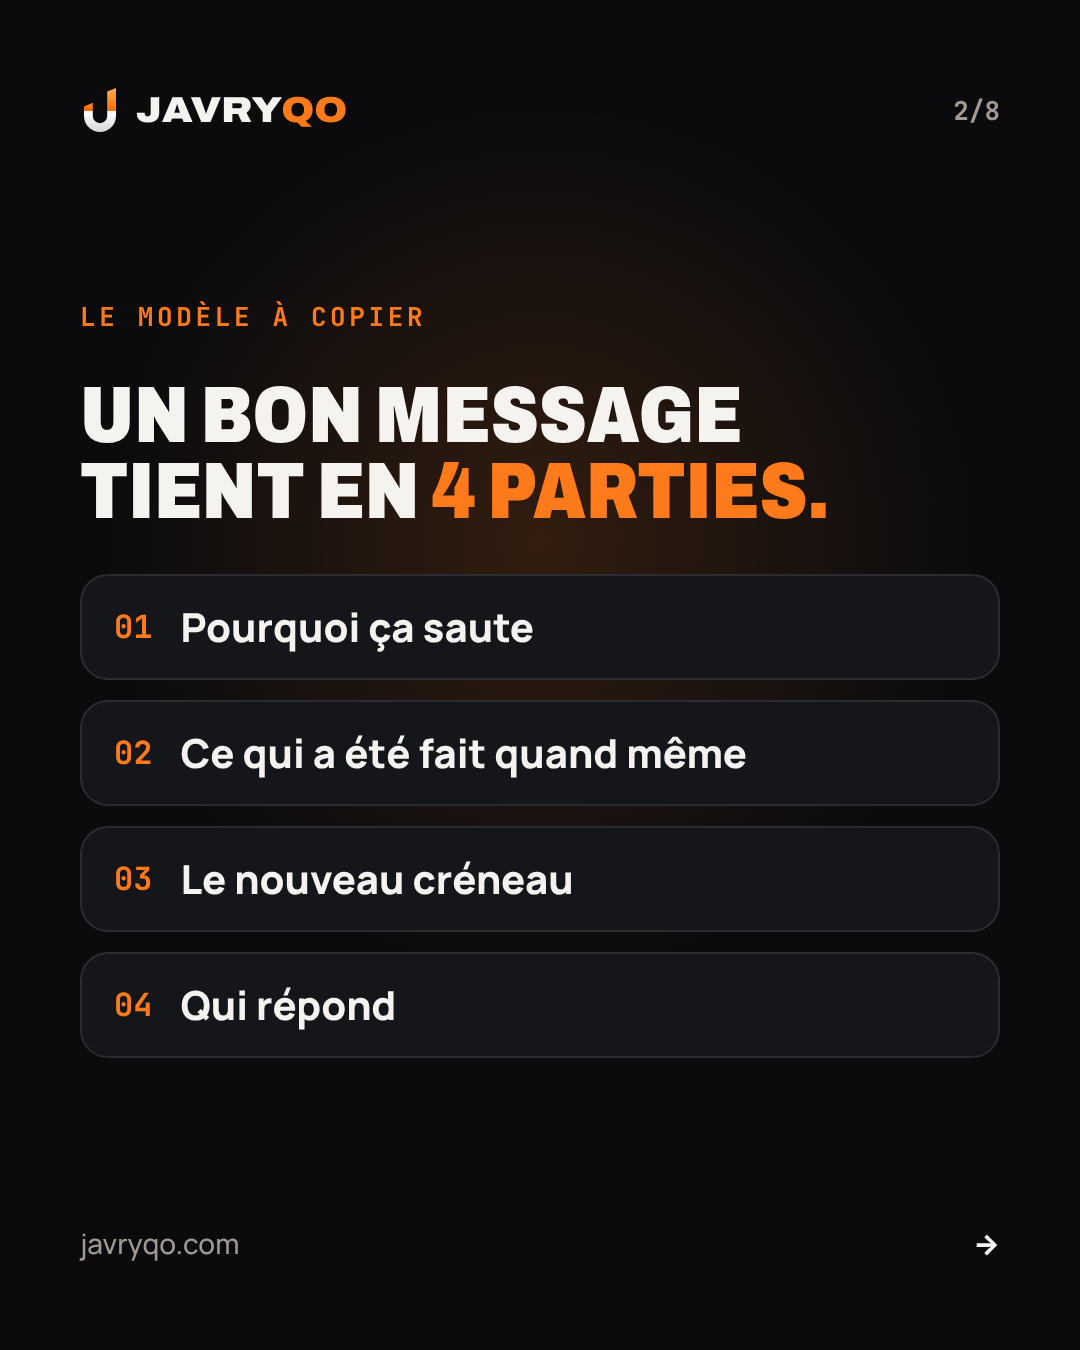 JAVRYQO
2/8
LE MODÈLE À COPIER
UN BON MESSAGE
TIENT EN 4 PARTIES.
01 Pourquoi ça saute
02 Ce qui a été fait quand même
03 Le nouveau créneau
04 Qui répond
javryqo.com →